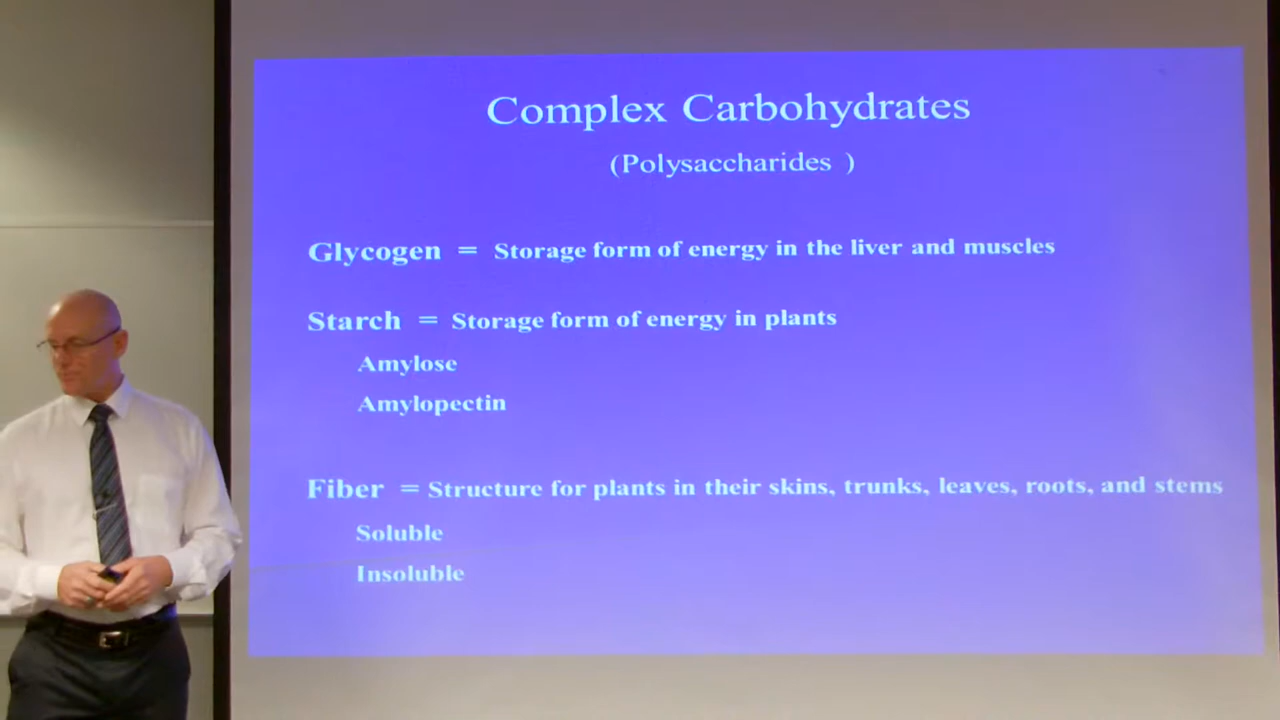 Complex Carbohydrates
(Polysaccharides )
Glycogen = Storage form of energy in the liver and muscles
Starch = Storage form of energy in plants
Amylose
Amylopectin
Fiber = Structure for plants in their skins, trunks, leaves, roots, and stems
Soluble
Insoluble